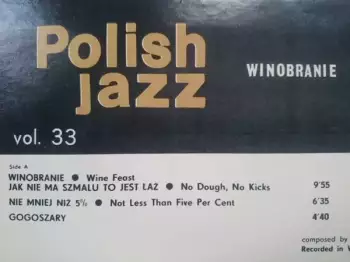 Polish
jazz
WINOBRANIE
vol. 33
Side A
WINOBRANIE ● Wine Feast
JAK NIE MA SZMALU TO JEST ŁAŹ ● No Dough, No Kicks 9'55
NIE MNIEJ NIŻ 5% ● Not Less Than Five Per Cent 6'35
GOGOSZARY 4'40
composed by
Recorded in